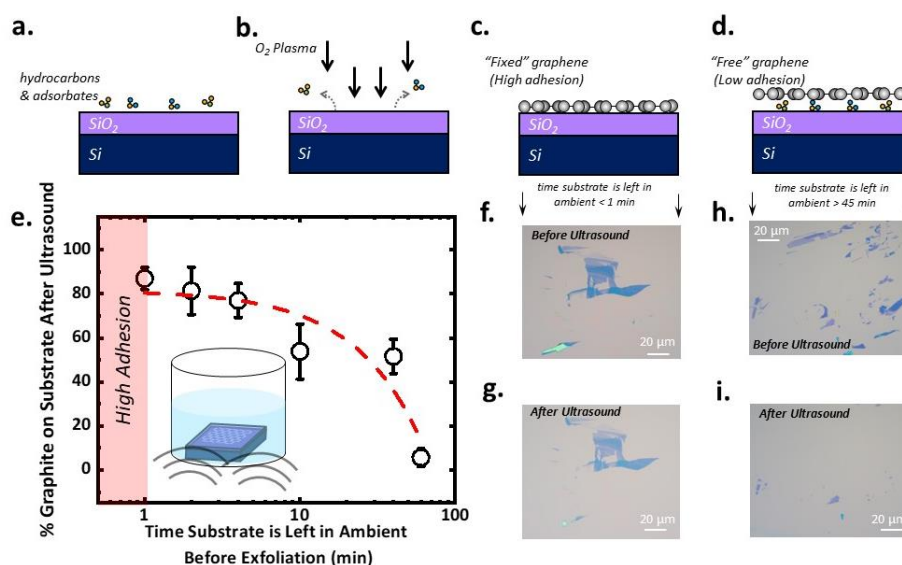 a.
hydrocarbons
& adsorbates
SiO2
Si
b.
O2 Plasma
SiO2
Si
c.
"Fixed" graphene
(High adhesion)
SiO2
Si
time substrate is left in
ambient < 1 min
d.
"Free" graphene
(Low adhesion)
SiO2
Si
time substrate is left in
ambient > 45 min
e.
% Graphite on Substrate After Ultrasound
100
80
60
40
20
0
High Adhesion
1
10
100
Time Substrate is Left in Ambient
Before Exfoliation (min)
f.
Before Ultrasound
20 μm
g.
After Ultrasound
20 μm
h.
20 μm
Before Ultrasound
i.
After Ultrasound
20 μm